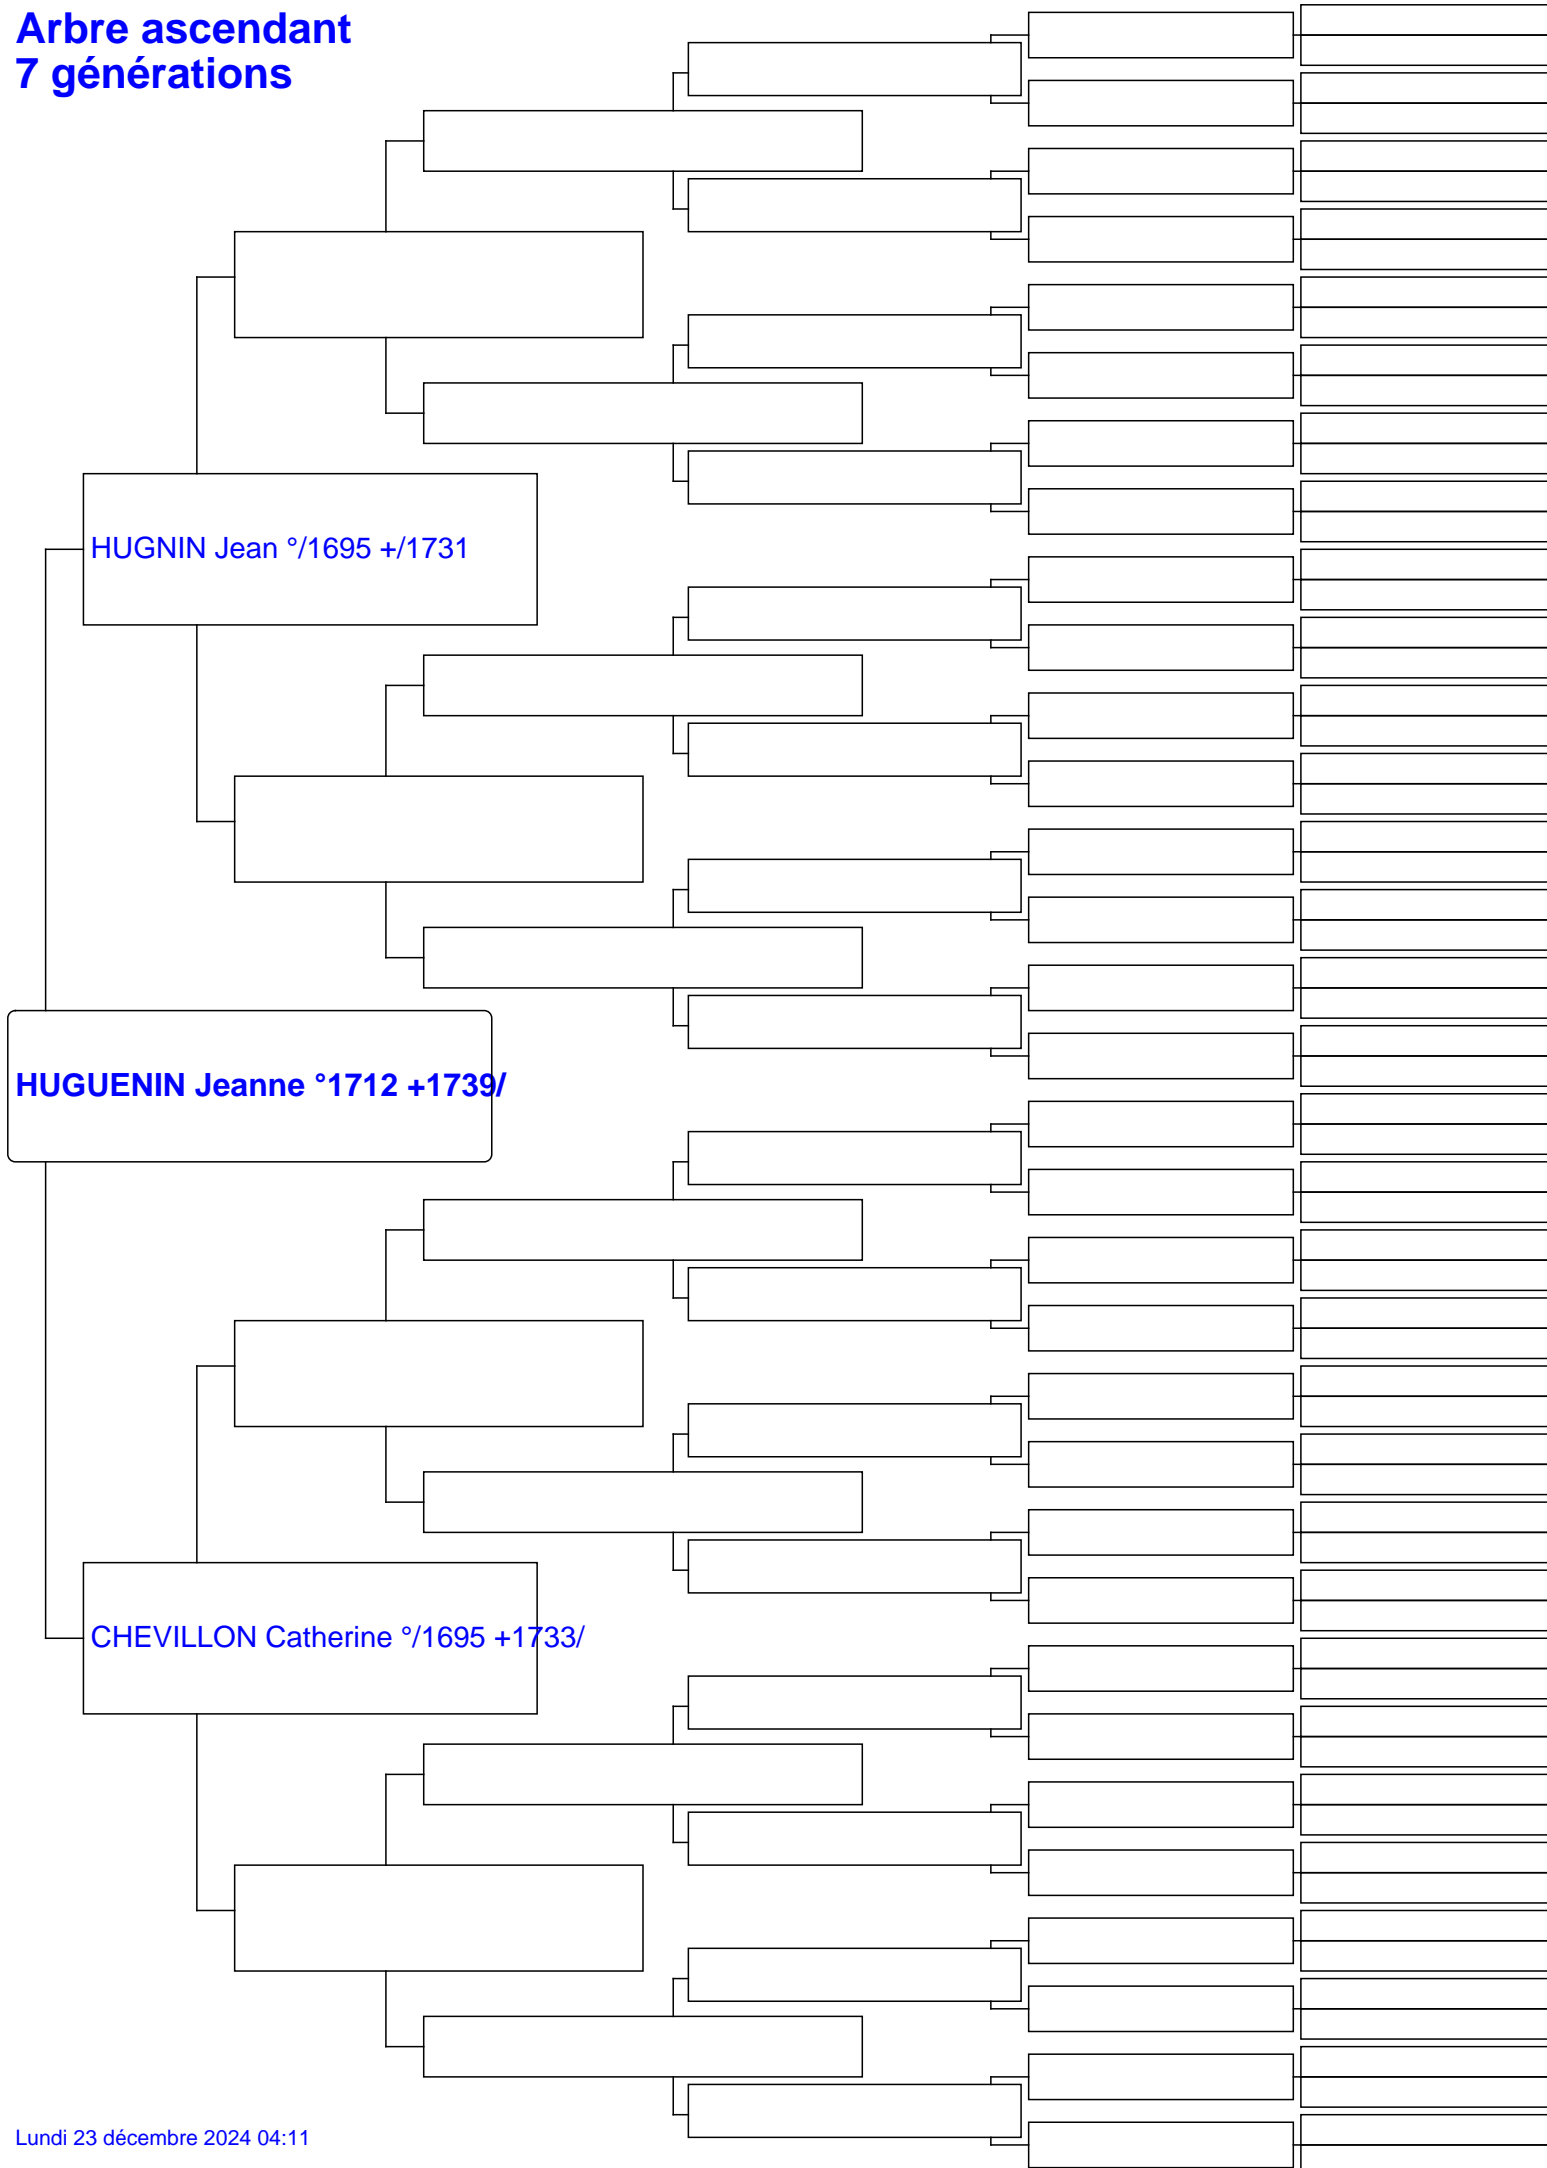 Arbre ascendant
7 générations
HUGNIN Jean °/1695 +/1731
HUGUENIN Jeanne °1712 +1739/
CHEVILLON Catherine °/1695 +1733/
Lundi 23 décembre 2024 04:11